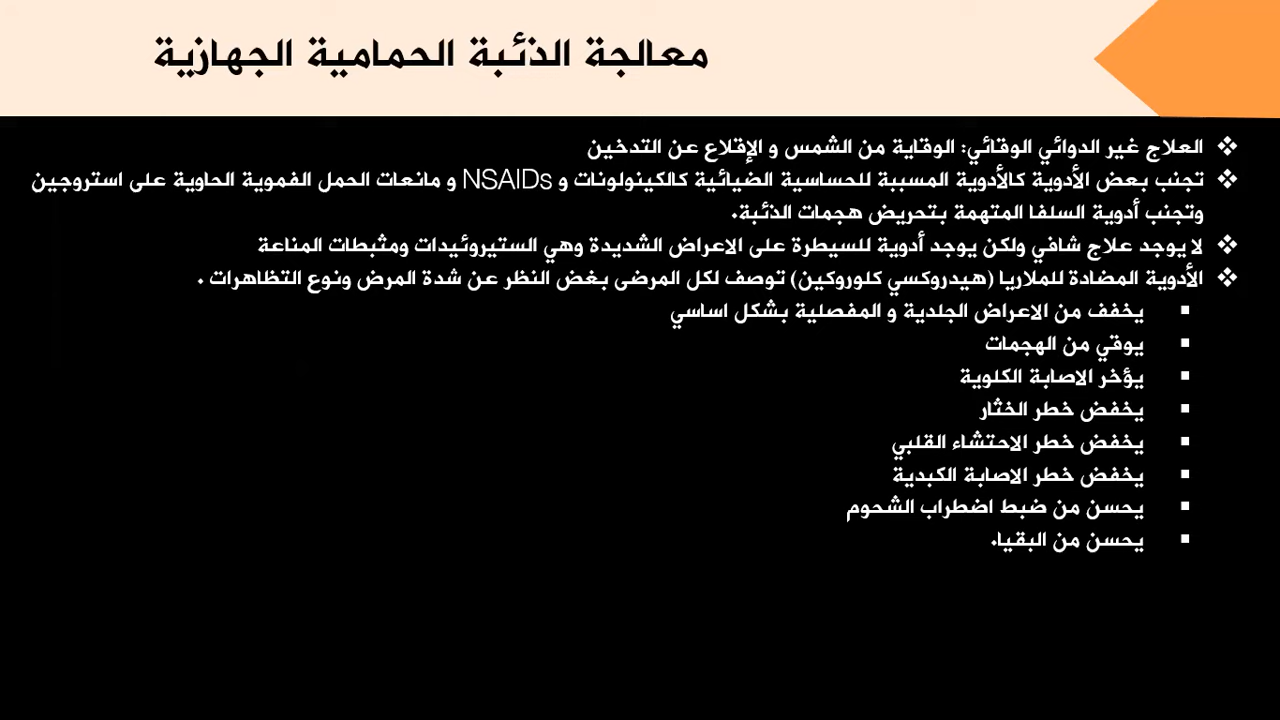 معالجة الذئبة الحمامية الجهازية
❖ العلاج غير الدوائي الوقائي: الوقاية من الشمس و الإقلاع عن التدخين
❖ تجنب بعض الأدوية كالأدوية المسببة للحساسية الضيائية كالكينولونات و NSAIDs و مانعات الحمل الفموية الحاوية على استروجين
وتجنب أدوية السلفا المتهمة بتحريض هجمات الذئبة.
❖ لا يوجد علاج شافي ولكن يوجد أدوية للسيطرة على الاعراض الشديدة وهي الستيروئيدات ومثبطات المناعة
❖ الأدوية المضادة للملاريا (هيدروكسي كلوروكين) توصف لكل المرضى بغض النظر عن شدة المرض ونوع التظاهرات .
▪ يخفف من الاعراض الجلدية و المفصلية بشكل اساسي
▪ يوقي من الهجمات
▪ يؤخر الاصابة الكلوية
▪ يخفض خطر الخثار
▪ يخفض خطر الاحتشاء القلبي
▪ يخفض خطر الاصابة الكبدية
▪ يحسن من ضبط اضطراب الشحوم
▪ يحسن من البقيا.